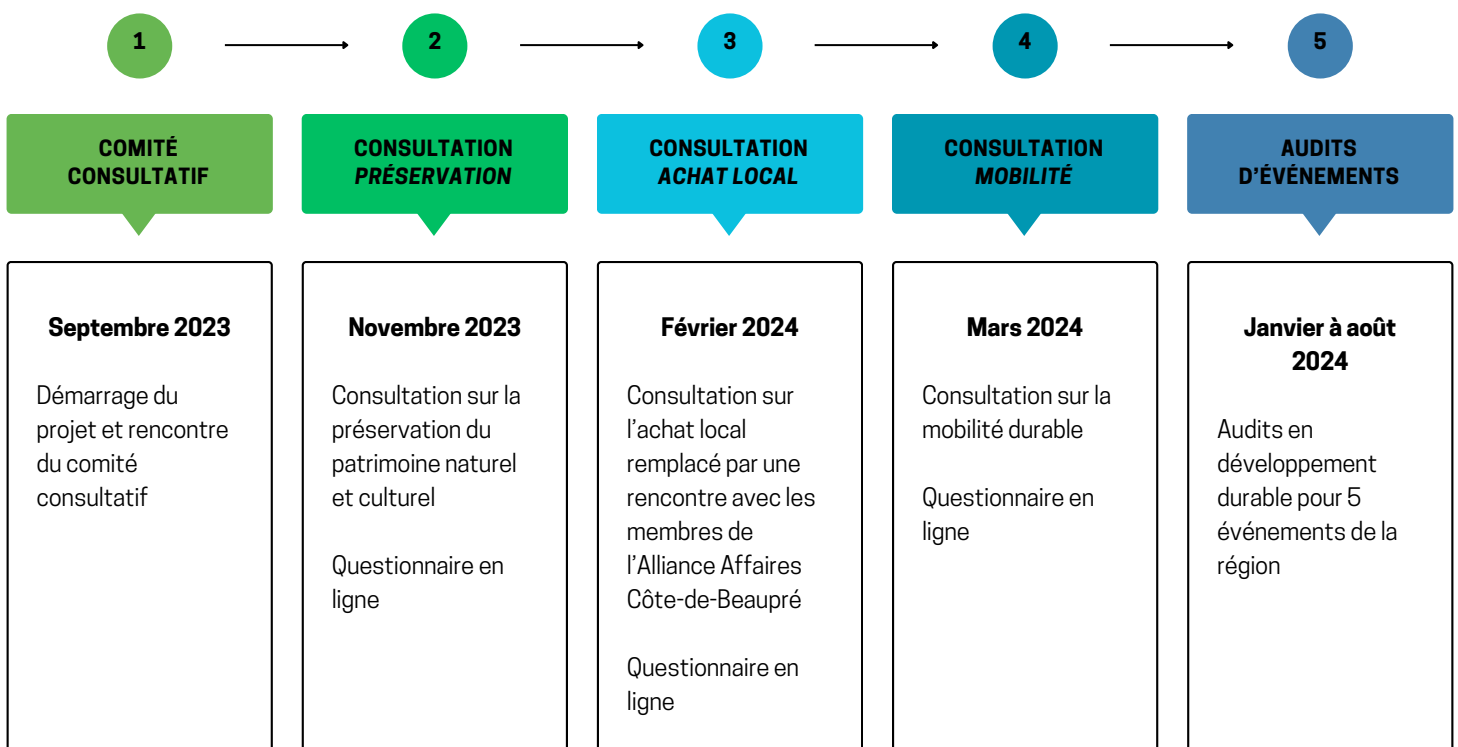 1
2
3
4
5
COMITÉ
CONSULTATIF
CONSULTATION
PRÉSERVATION
CONSULTATION
ACHAT LOCAL
CONSULTATION
MOBILITÉ
AUDITS
D'ÉVÉNEMENTS
Septembre 2023
Démarrage du
projet et rencontre
du comité
consultatif
Novembre 2023
Consultation sur la
préservation du
patrimoine naturel
et culturel
Questionnaire en
ligne
Février 2024
Consultation sur
l'achat local
remplacé par une
rencontre avec les
membres de
l'Alliance Affaires
Côte-de-Beaupré
Questionnaire en
ligne
Mars 2024
Consultation sur la
mobilité durable
Questionnaire en
ligne
Janvier à août
2024
Audits en
développement
durable pour 5
événements de la
région